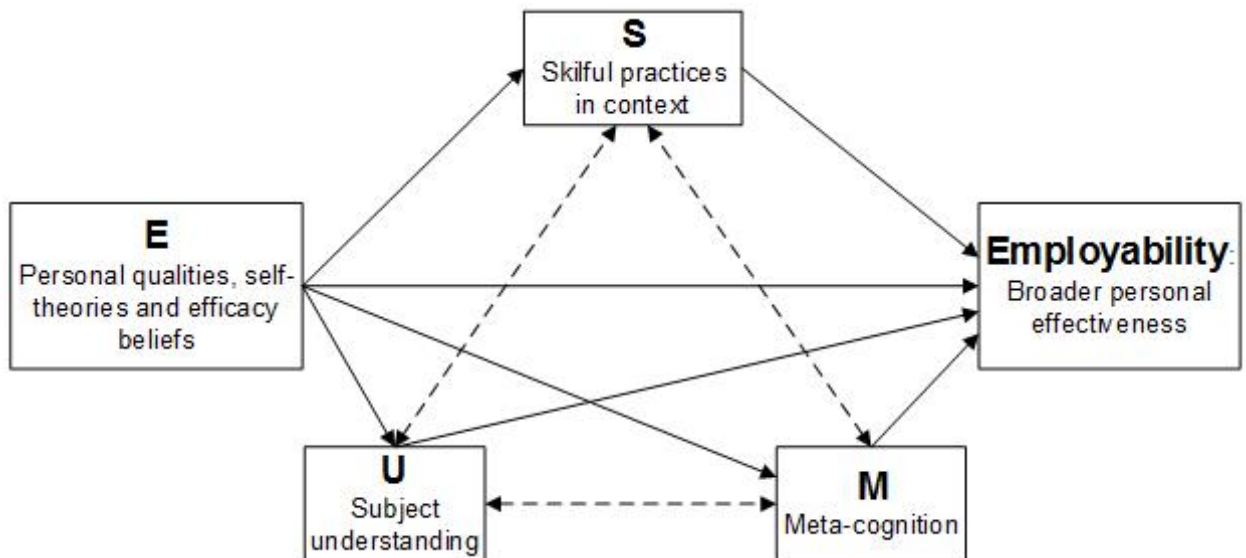 S
Skilful practices
in context
E
Personal qualities, self-
theories and efficacy
beliefs
Employability:
Broader personal
effectiveness
U
Subject
understanding
M
Meta-cognition